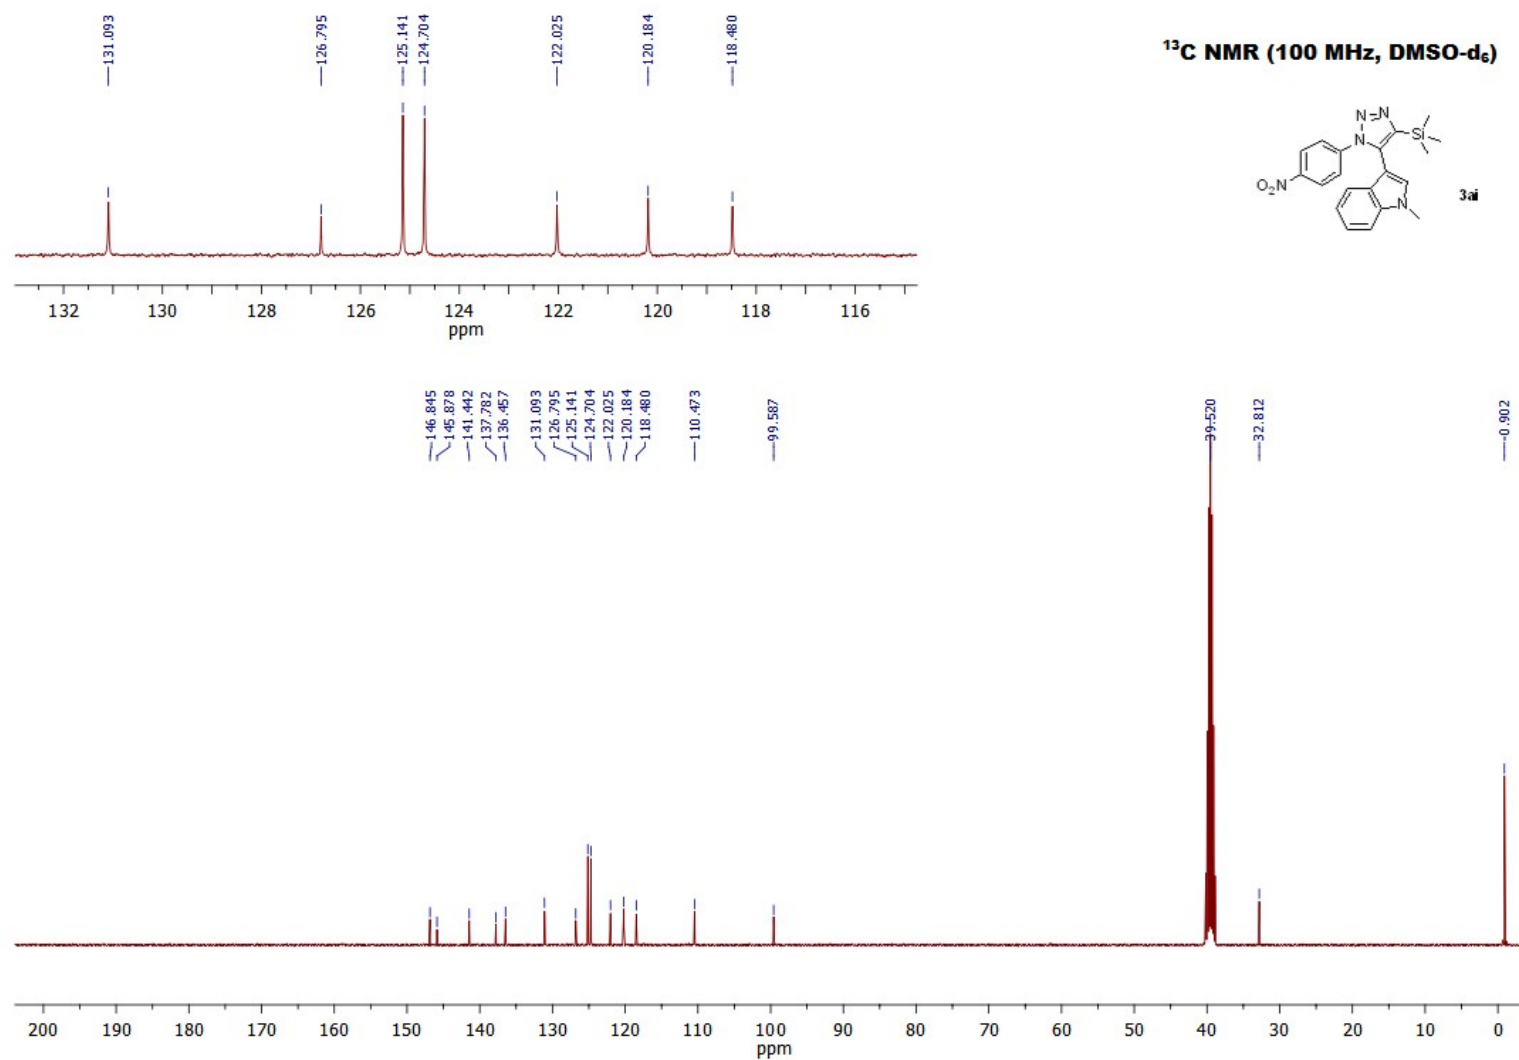 131.093
126.795
125.141
124.704
122.025
120.184
118.480
¹³C NMR (100 MHz, DMSO-d₆)
N=N
N
Si
O₂N
N
3ai
132 130 128 126 124 122 120 118 116
ppm
146.845
145.878
141.442
137.782
136.457
131.093
126.795
125.141
124.704
122.025
120.184
118.480
110.473
99.587
39.520
32.812
-0.902
200 190 180 170 160 150 140 130 120 110 100 90 80 70 60 50 40 30 20 10 0
ppm